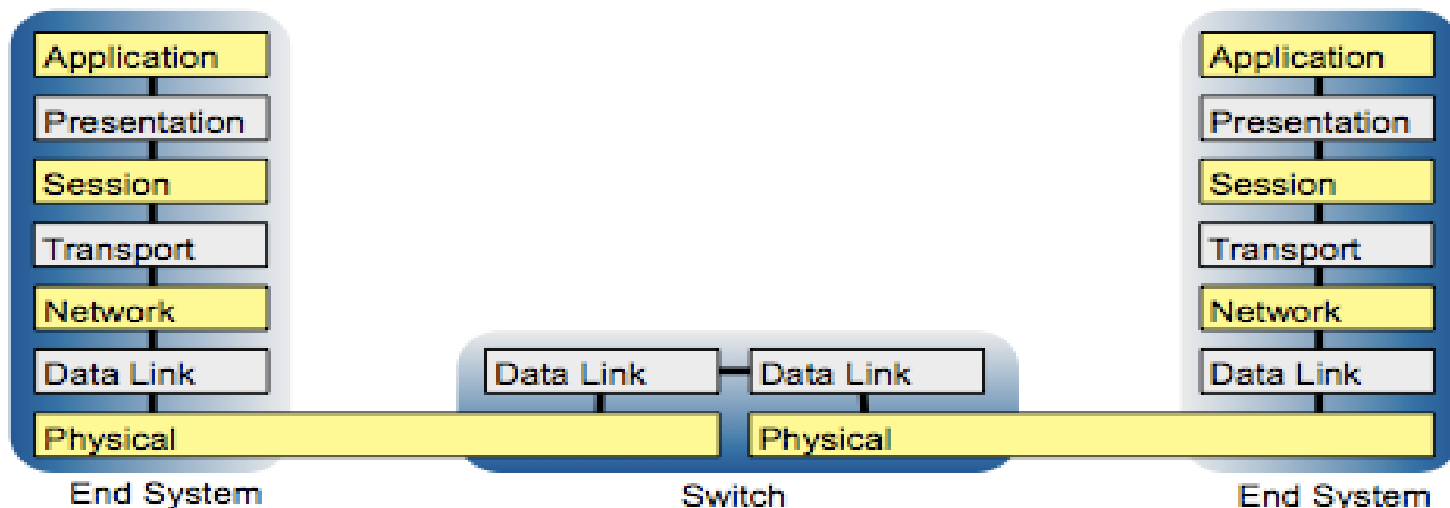 Application
Presentation
Session
Transport
Network
Data Link
Physical
End System
Data Link
Data Link
Physical
Switch
Application
Presentation
Session
Transport
Network
Data Link
End System